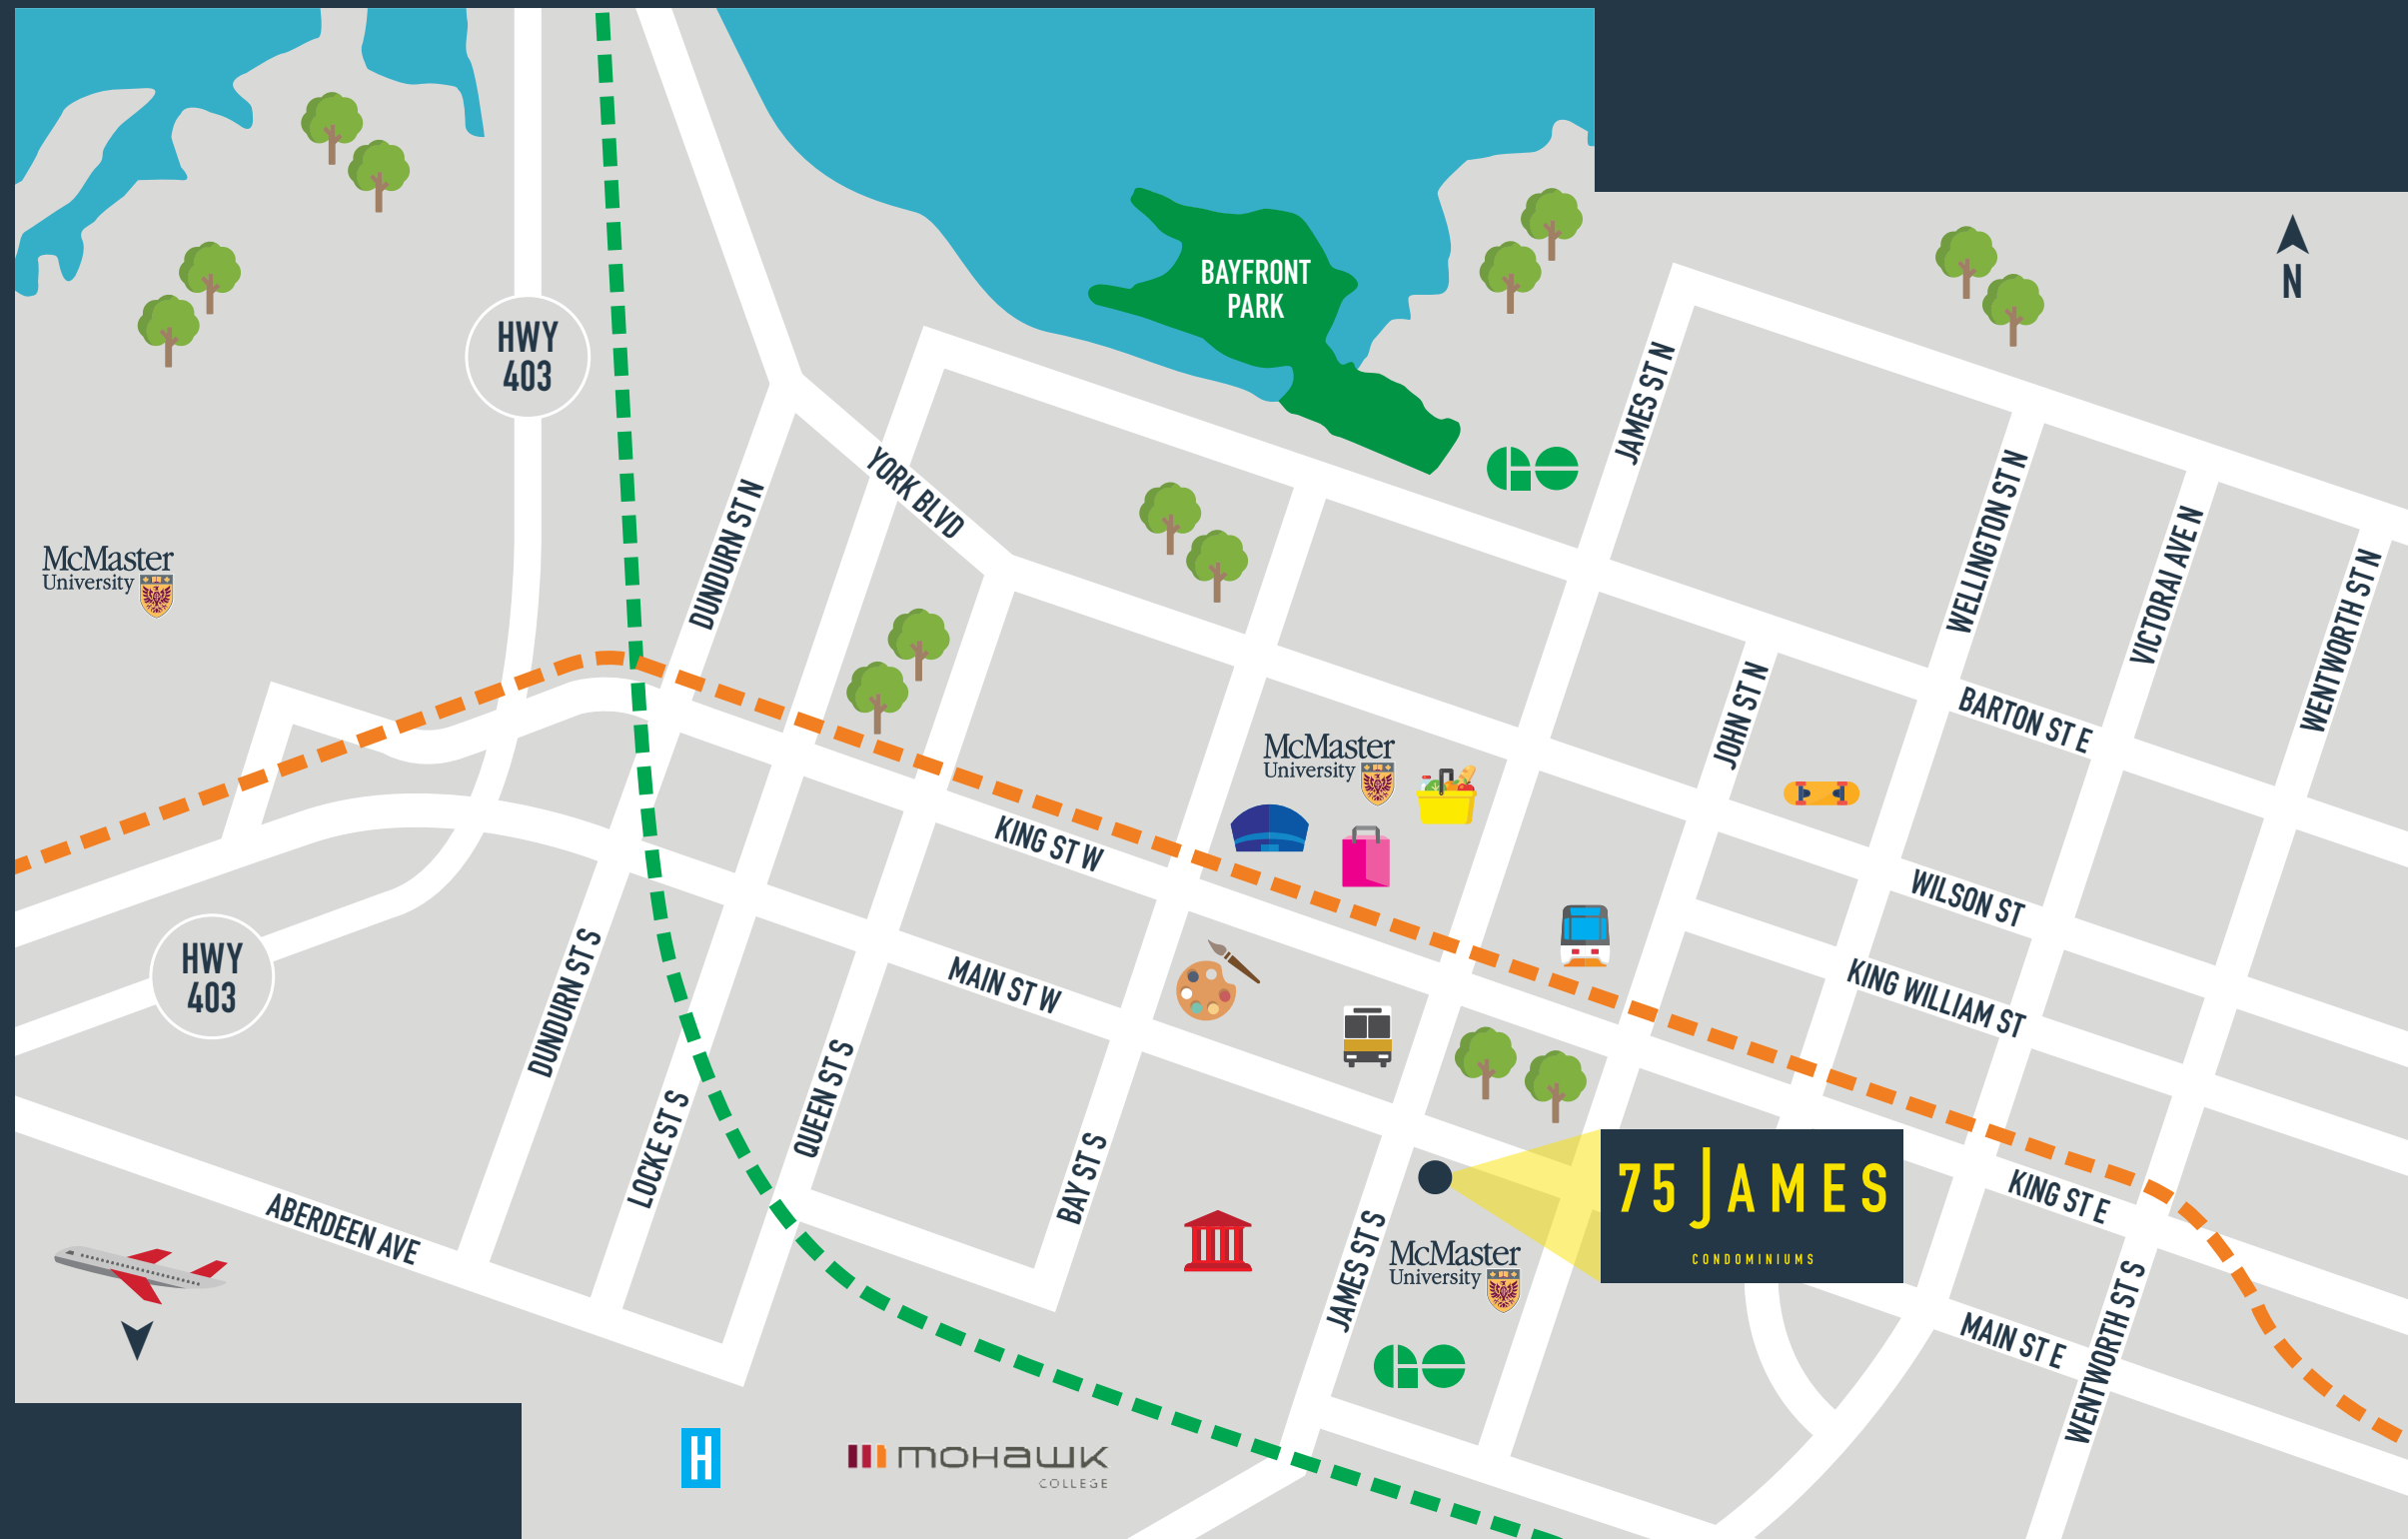 BAYFRONT
PARK
N
HWY
403
JAMES ST N
YORK BLVD
DUNDURN ST N
WELLINGTON ST N
VICTORAI AVE N
WENTWORTH ST N
McMaster
University
JOHN ST N
BARTON ST E
McMaster
University
KING ST W
WILSON ST
HWY
403
DUNDURN ST S
MAIN ST W
KING WILLIAM ST
LOCKE ST S
QUEEN ST S
BAY ST S
75 JAMES
CONDOMINIUMS
KING ST E
ABERDEEN AVE
JAMES ST S
McMaster
University
MAIN ST E
WENTWORTH ST S
GO
GO
H
mohawk
COLLEGE